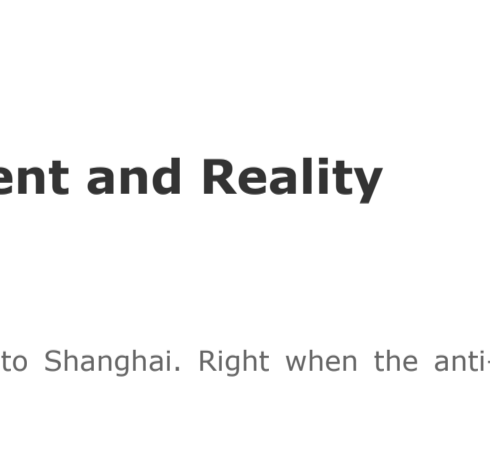 ent and Reality
to Shanghai. Right when the anti-